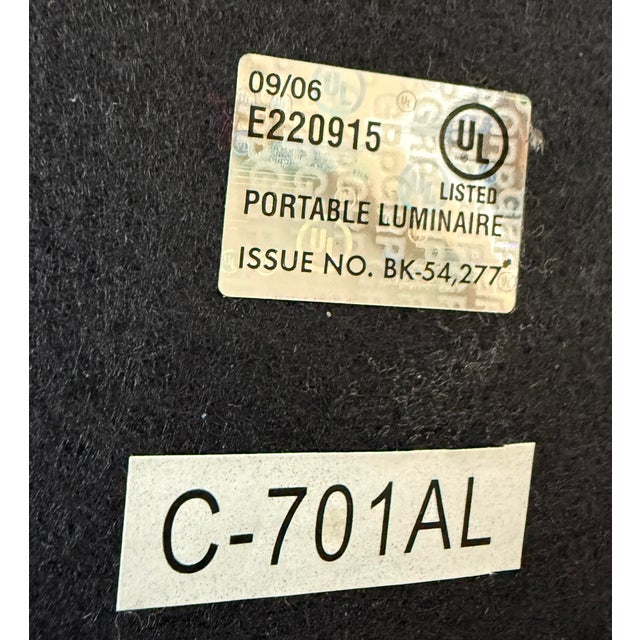 09/06
E220915
UL
LISTED
PORTABLE LUMINAIRE
ISSUE NO. BK-54,277
C-701AL